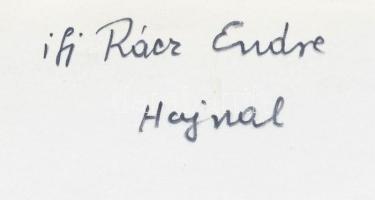 ifj Rácz Endre
Hajnal